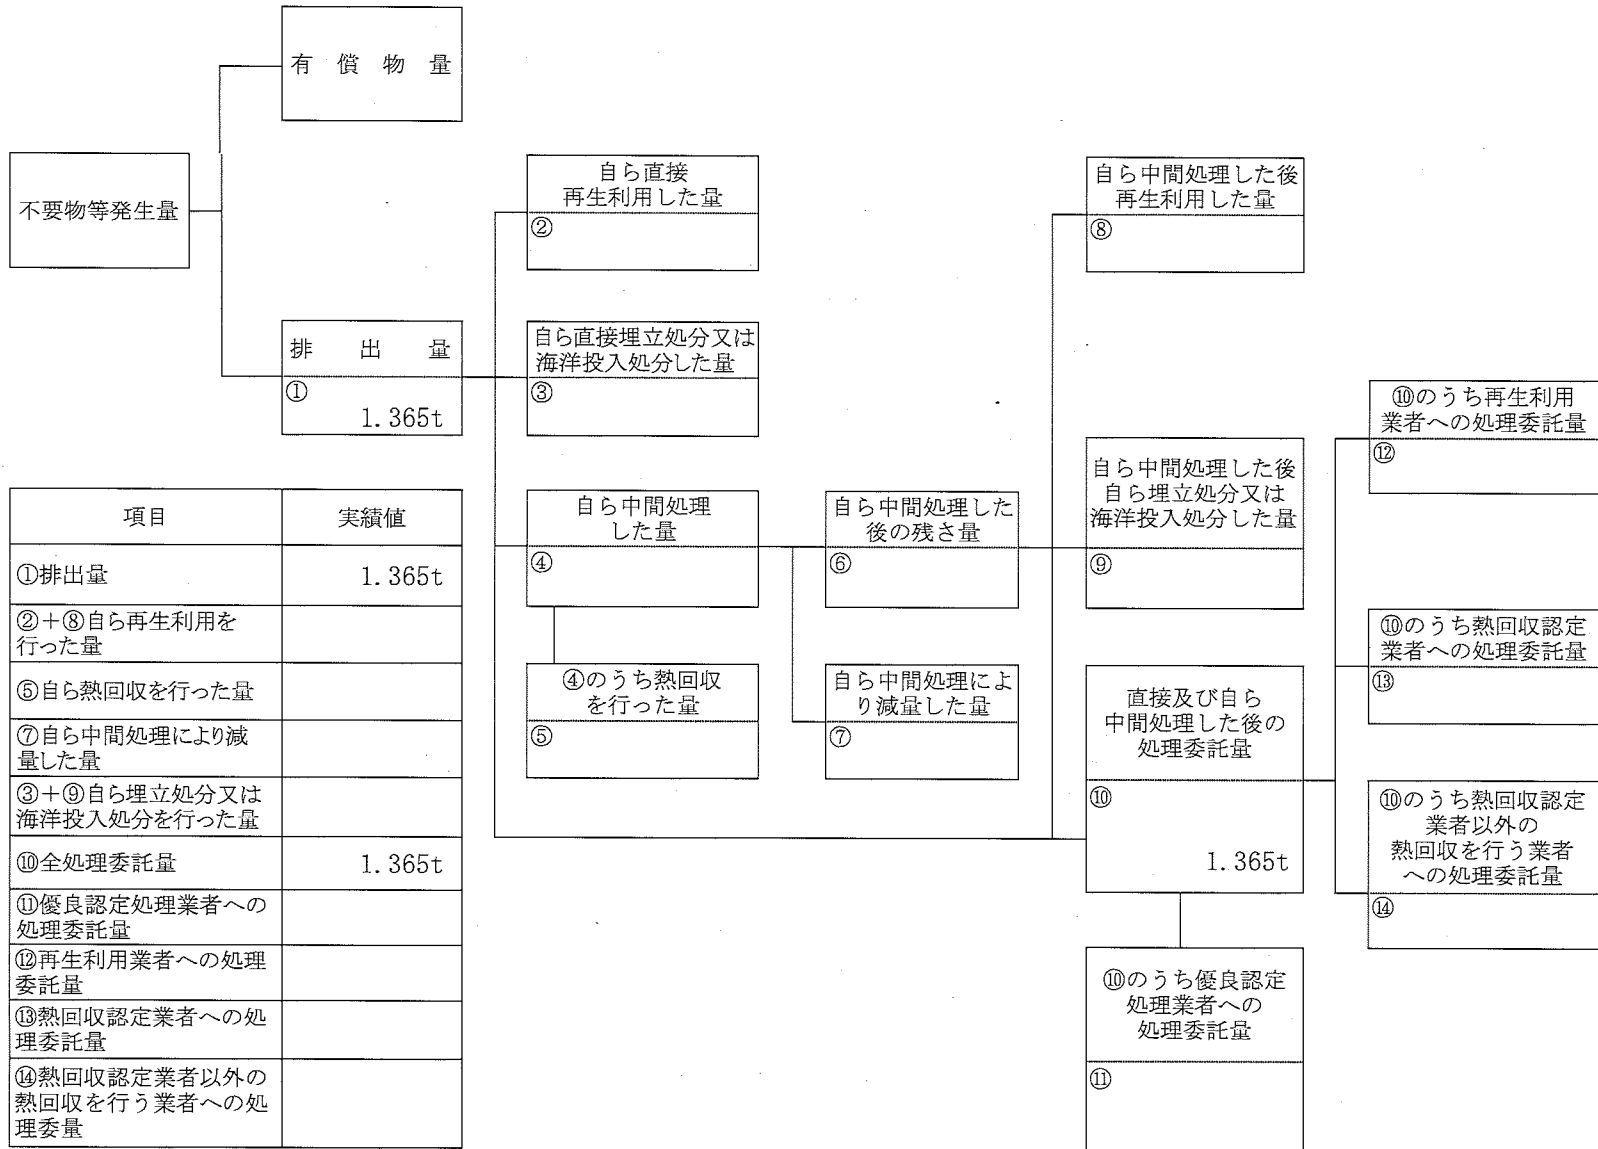 有償物量
不要物等発生量
排出量
①
1.365t
自ら直接
再生利用した量
②
自ら直接埋立処分又は
海洋投入処分した量
③
自ら中間処理
した量
④
④のうち熱回収
を行った量
⑤
自ら中間処理した
後の残さ量
⑥
自ら中間処理によ
り減量した量
⑦
自ら中間処理した後
再生利用した量
⑧
自ら中間処理した後
自ら埋立処分又は
海洋投入処分した量
⑨
直接及び自ら
中間処理した後の
処理委託量
⑩
1.365t
⑩のうち優良認定
処理業者への
処理委託量
⑪
⑩のうち再生利用
業者への処理委託量
⑫
⑩のうち熱回収認定
業者への処理委託量
⑬
⑩のうち熱回収認定
業者以外の
熱回収を行う業者
への処理委託量
⑭
項目 実績値
①排出量 1.365t
②+⑧自ら再生利用を
行った量
⑤自ら熱回収を行った量
⑦自ら中間処理により減
量した量
③+⑨自ら埋立処分又は
海洋投入処分を行った量
⑩全処理委託量 1.365t
⑪優良認定処理業者への
処理委託量
⑫再生利用業者への処理
委託量
⑬熱回収認定業者への処
理委託量
⑭熱回収認定業者以外の
熱回収を行う業者への処
理委量